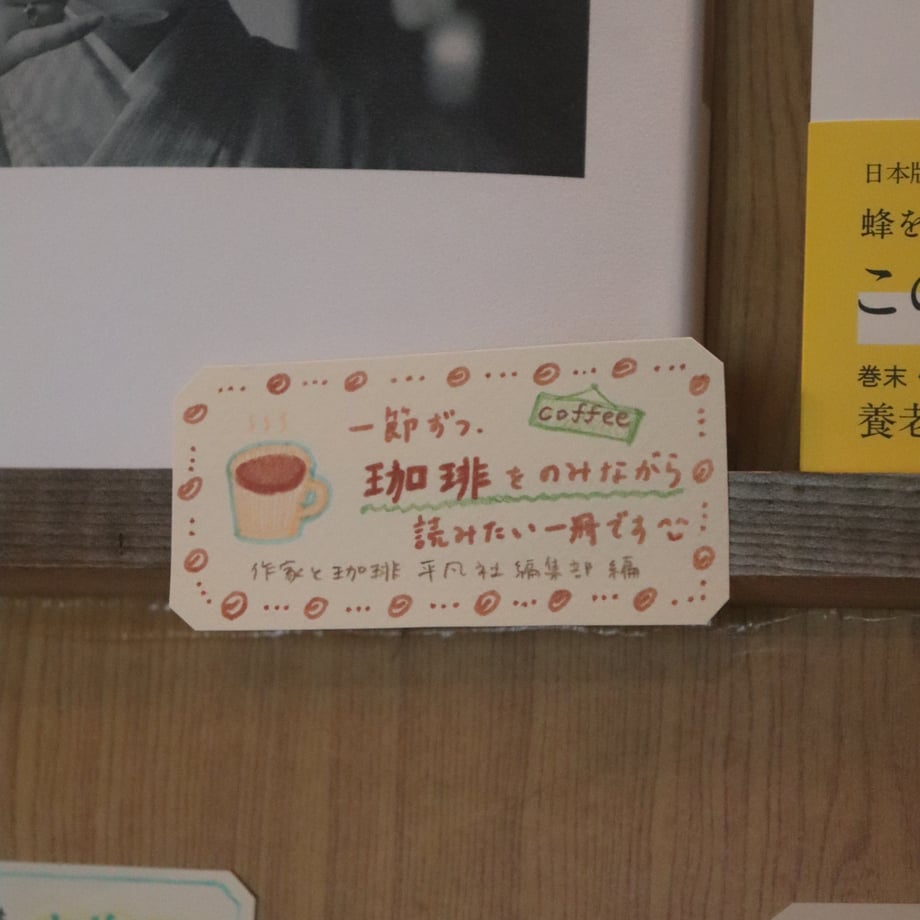 一節ずつ.
coffee
珈琲をのみながら
読みたい一冊です
作家と珈琲 平凡社編集部 編
日本版
蜂を
この
巻末
養老